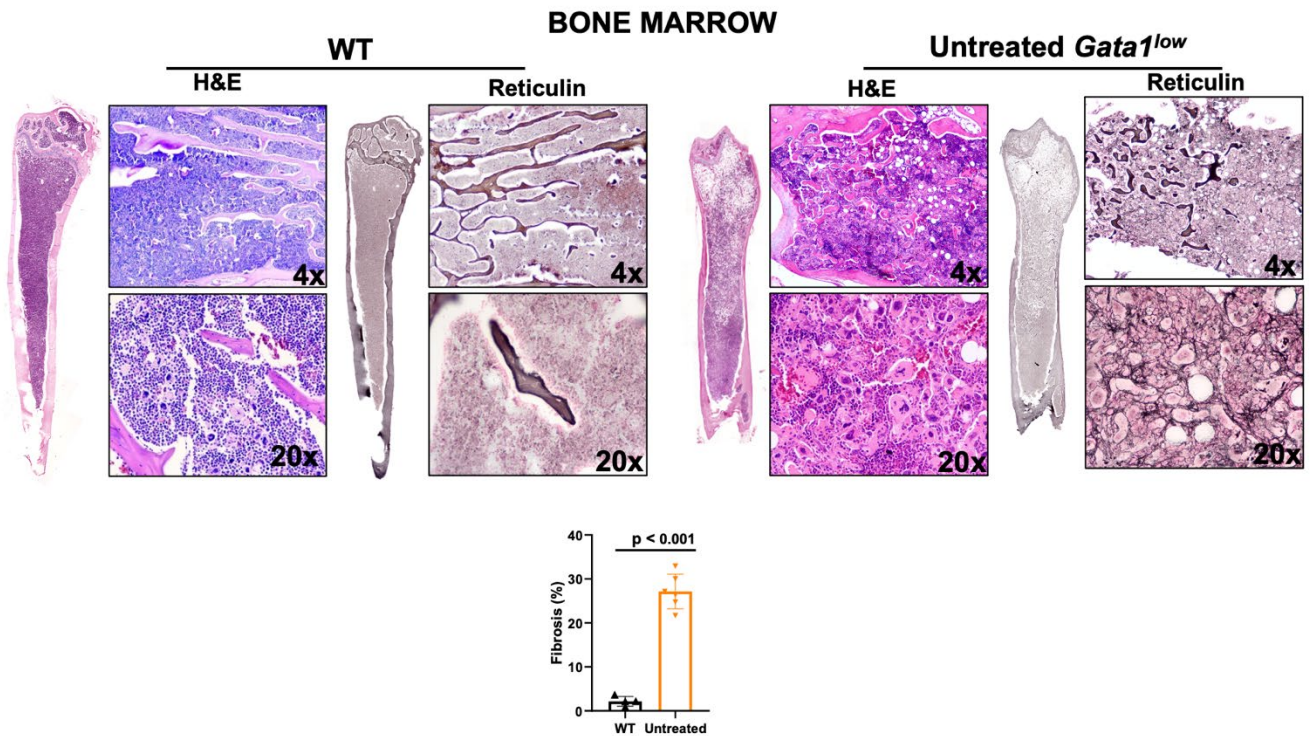 BONE MARROW
WT
Untreated Gata1low
H&E
Reticulin
H&E
Reticulin
4x
4x
4x
4x
20x
20x
20x
20x
40
30
20
10
0
Fibrosis (%)
p < 0.001
WT Untreated